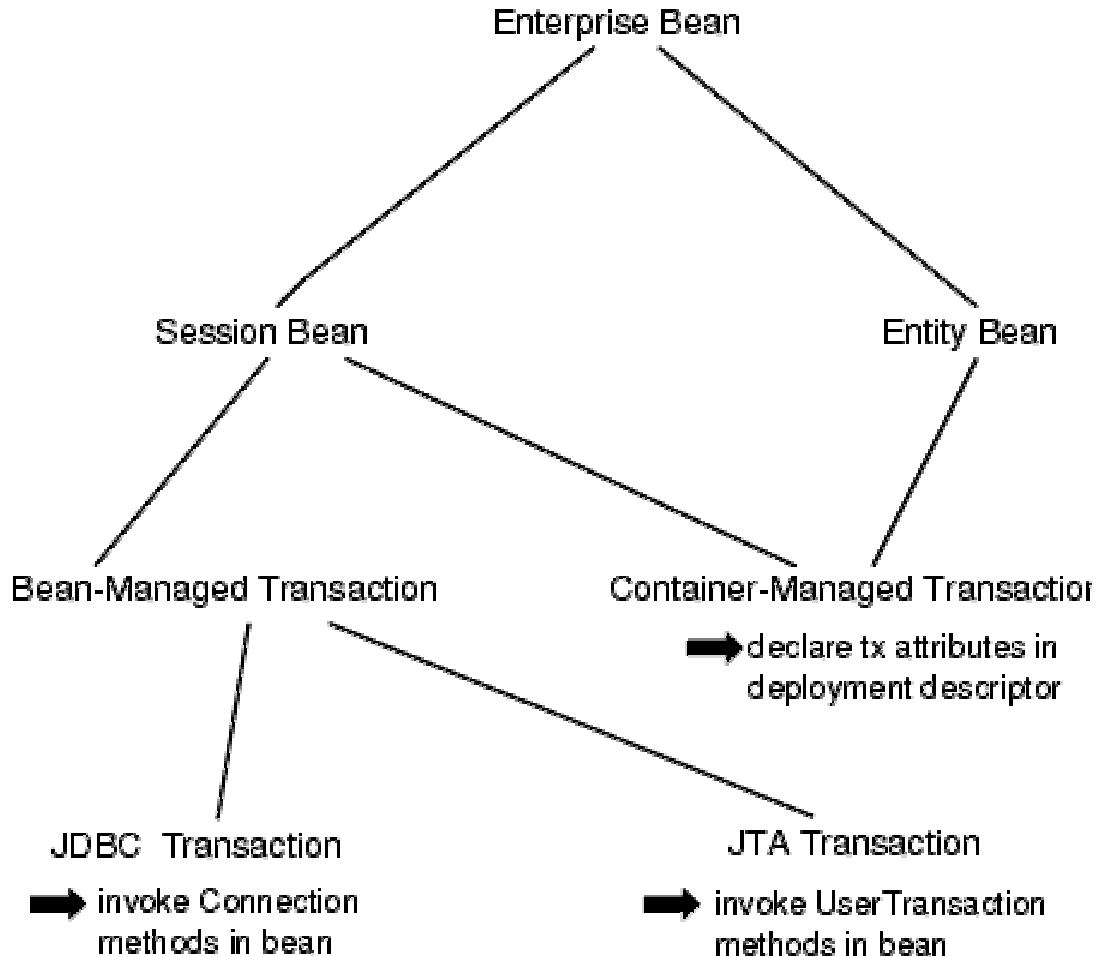 Enterprise Bean
Session Bean
Entity Bean
Bean-Managed Transaction
Container-Managed Transaction
declare tx attributes in
deployment descriptor
JDBC Transaction
JTA Transaction
invoke Connection
methods in bean
invoke UserTransaction
methods in bean